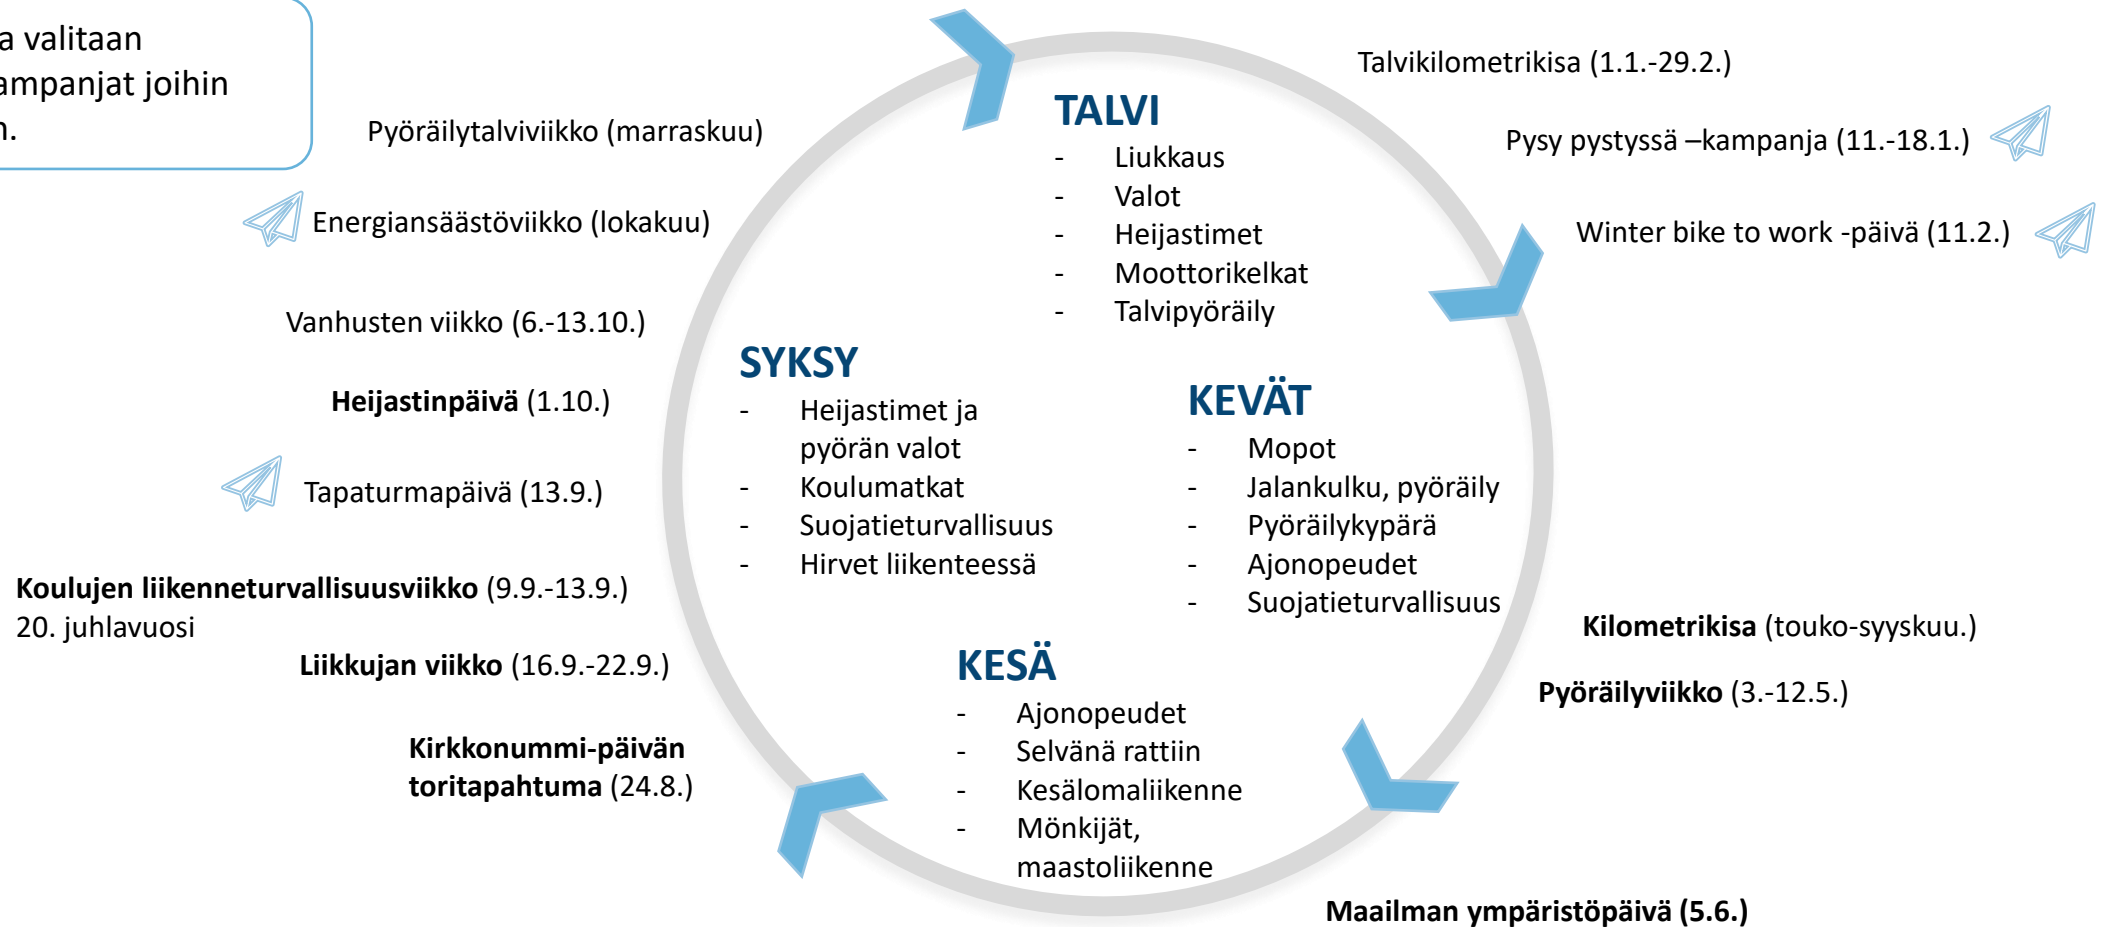 a valitaan
ampanjat joihin
n.
Pyöräilytalviviikko (marraskuu)
Energiansäästöviikko (lokakuu)
Vanhusten viikko (6.-13.10.)
Heijastinpäivä (1.10.)
Tapaturmapäivä (13.9.)
Koulujen liikenneturvallisuusviikko (9.9.-13.9.)
20. juhlavuosi
Liikkujan viikko (16.9.-22.9.)
Kirkkonummi-päivän
toritapahtuma (24.8.)
TALVI
- Liukkaus
- Valot
- Heijastimet
- Moottorikelkat
- Talvipyöräily
SYKSY
- Heijastimet ja
pyörän valot
- Koulumatkat
- Suojatieturvallisuus
- Hirvet liikenteessä
KEVÄT
- Mopot
- Jalankulku, pyöräily
- Pyöräilykypärä
- Ajonopeudet
- Suojatieturvallisuus
KESÄ
- Ajonopeudet
- Selvänä rattiin
- Kesälomaliikenne
- Mönkijät,
maastoliikenne
Talvikilometrikisa (1.1.-29.2.)
Pysy pystyssä –kampanja (11.-18.1.)
Winter bike to work -päivä (11.2.)
Kilometrikisa (touko-syyskuu.)
Pyöräilyviikko (3.-12.5.)
Maailman ympäristöpäivä (5.6.)